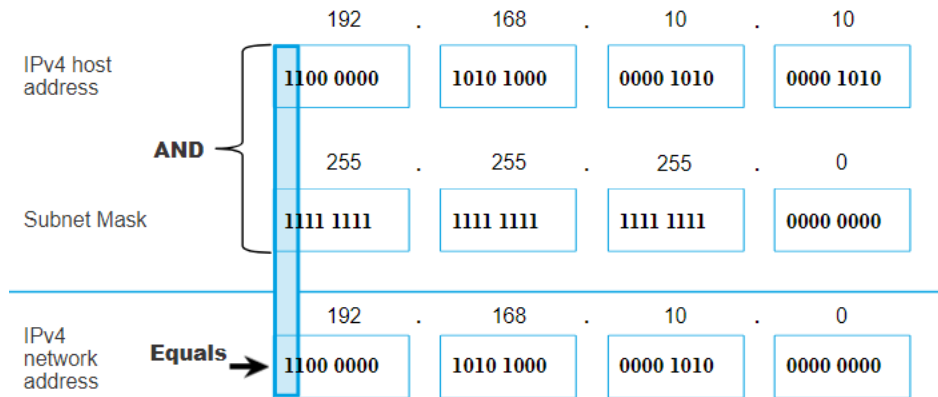 192 . 168 . 10 . 10
IPv4 host
address
1100 0000 1010 1000 0000 1010 0000 1010
AND
255 . 255 . 255 . 0
Subnet Mask
1111 1111 1111 1111 1111 1111 0000 0000
192 . 168 . 10 . 0
IPv4
network
address
Equals
1100 0000 1010 1000 0000 1010 0000 0000